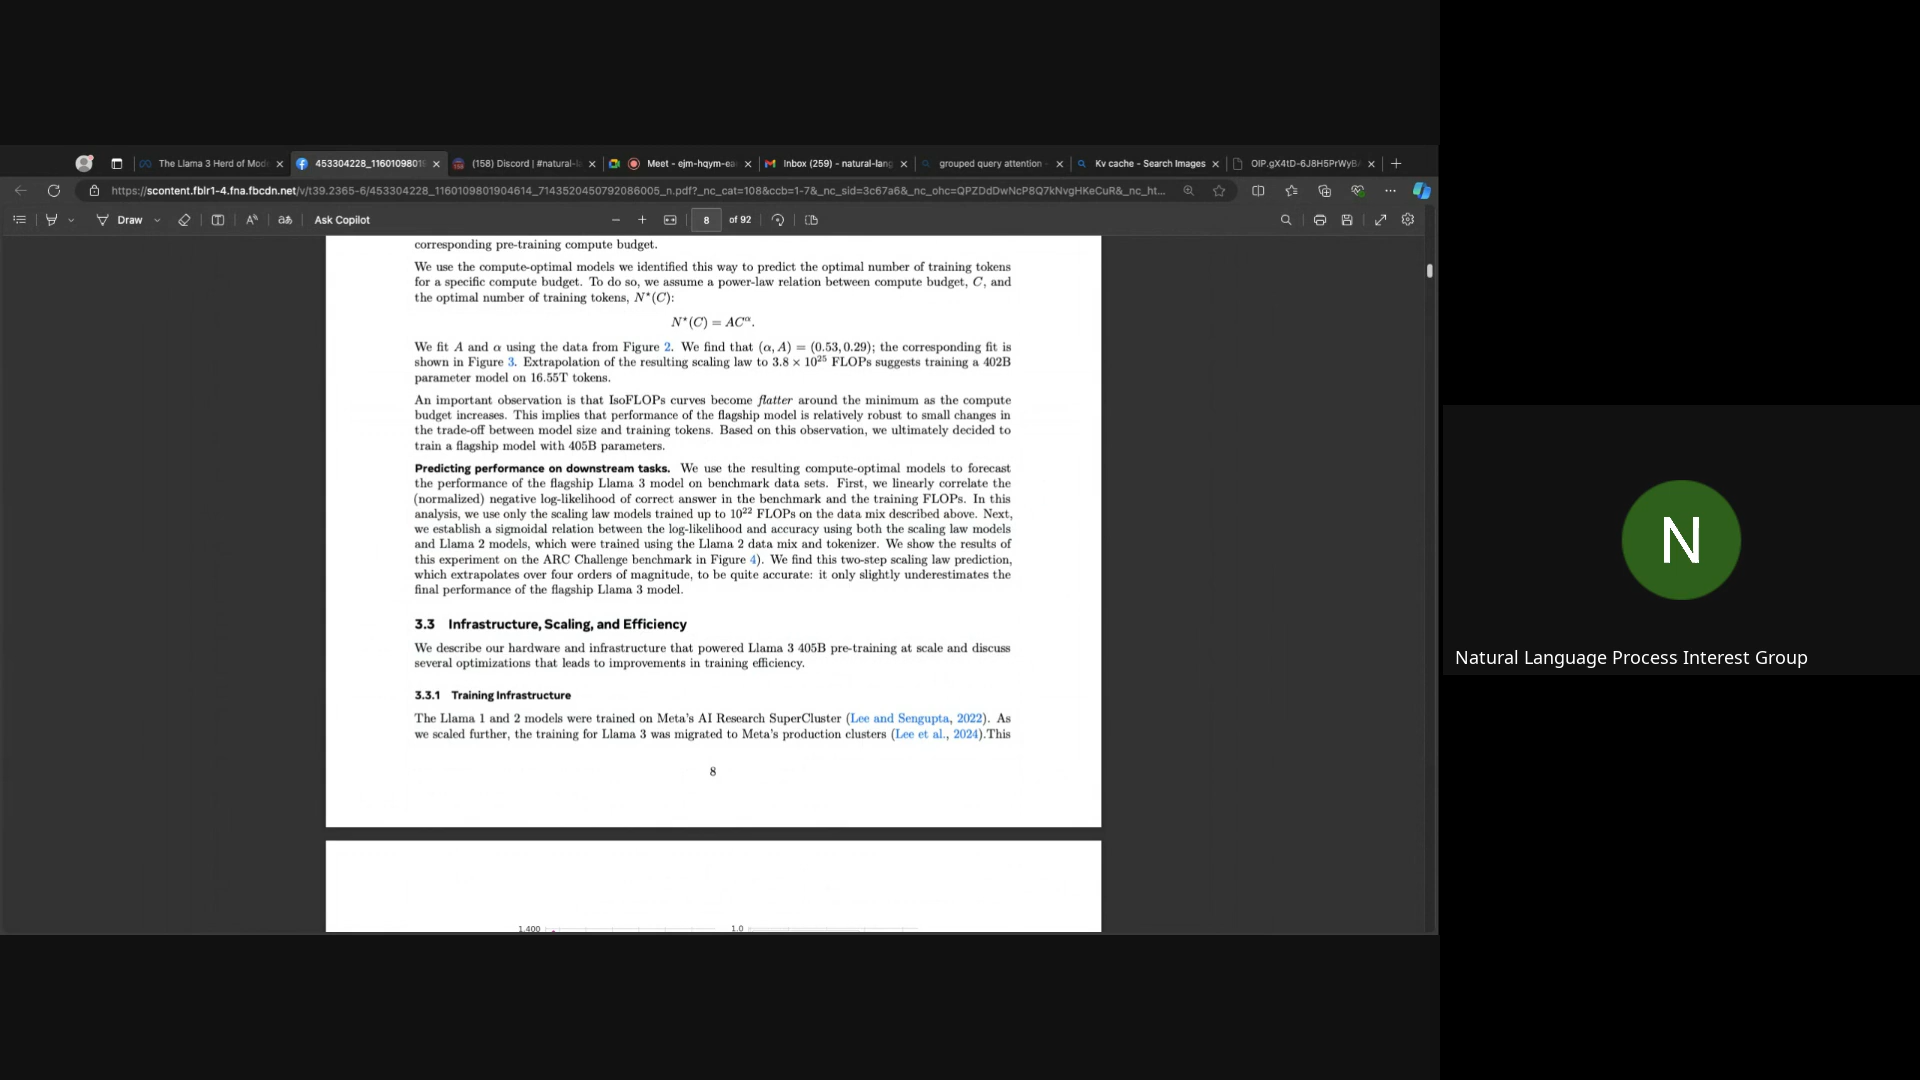 The Llama 3 Herd of Mode
453304228_1160109801
(158) Discord | #natural-l
Meet - ejm-hqym-ea
Inbox (259) - natural-lang
grouped query attention -
Kv cache - Search Images
OIP.gX4tD-6J8H5PrWyB
https://scontent.fblr1-4.fna.fbcdn.net/v/t39.2365-6/453304228_1160109801904614_7143520450792086005_n.pdf?_nc_cat=108&ccb=1-7&_nc_sid=3c67a6&_nc_ohc=QPZDdDwNcP8Q7kNvgHKeCuR&_nc_ht...
Draw
Ask Copilot
8 of 92
corresponding pre-training compute budget.
We use the compute-optimal models we identified this way to predict the optimal number of training tokens
for a specific compute budget. To do so, we assume a power-law relation between compute budget, C, and
the optimal number of training tokens, N*(C):
N*(C) = AC^α.
We fit A and α using the data from Figure 2. We find that (α, A) = (0.53, 0.29); the corresponding fit is
shown in Figure 3. Extrapolation of the resulting scaling law to 3.8 × 10²⁵ FLOPs suggests training a 402B
parameter model on 16.55T tokens.
An important observation is that IsoFLOPs curves become flatter around the minimum as the compute
budget increases. This implies that performance of the flagship model is relatively robust to small changes in
the trade-off between model size and training tokens. Based on this observation, we ultimately decided to
train a flagship model with 405B parameters.
Predicting performance on downstream tasks. We use the resulting compute-optimal models to forecast
the performance of the flagship Llama 3 model on benchmark data sets. First, we linearly correlate the
(normalized) negative log-likelihood of correct answer in the benchmark and the training FLOPs. In this
analysis, we use only the scaling law models trained up to 10²² FLOPs on the data mix described above. Next,
we establish a sigmoidal relation between the log-likelihood and accuracy using both the scaling law models
and Llama 2 models, which were trained using the Llama 2 data mix and tokenizer. We show the results of
this experiment on the ARC Challenge benchmark in Figure 4). We find this two-step scaling law prediction,
which extrapolates over four orders of magnitude, to be quite accurate: it only slightly underestimates the
final performance of the flagship Llama 3 model.
3.3 Infrastructure, Scaling, and Efficiency
We describe our hardware and infrastructure that powered Llama 3 405B pre-training at scale and discuss
several optimizations that leads to improvements in training efficiency.
3.3.1 Training Infrastructure
The Llama 1 and 2 models were trained on Meta's AI Research SuperCluster (Lee and Sengupta, 2022). As
we scaled further, the training for Llama 3 was migrated to Meta's production clusters (Lee et al., 2024).This
8
1.400
1.0
N
Natural Language Process Interest Group